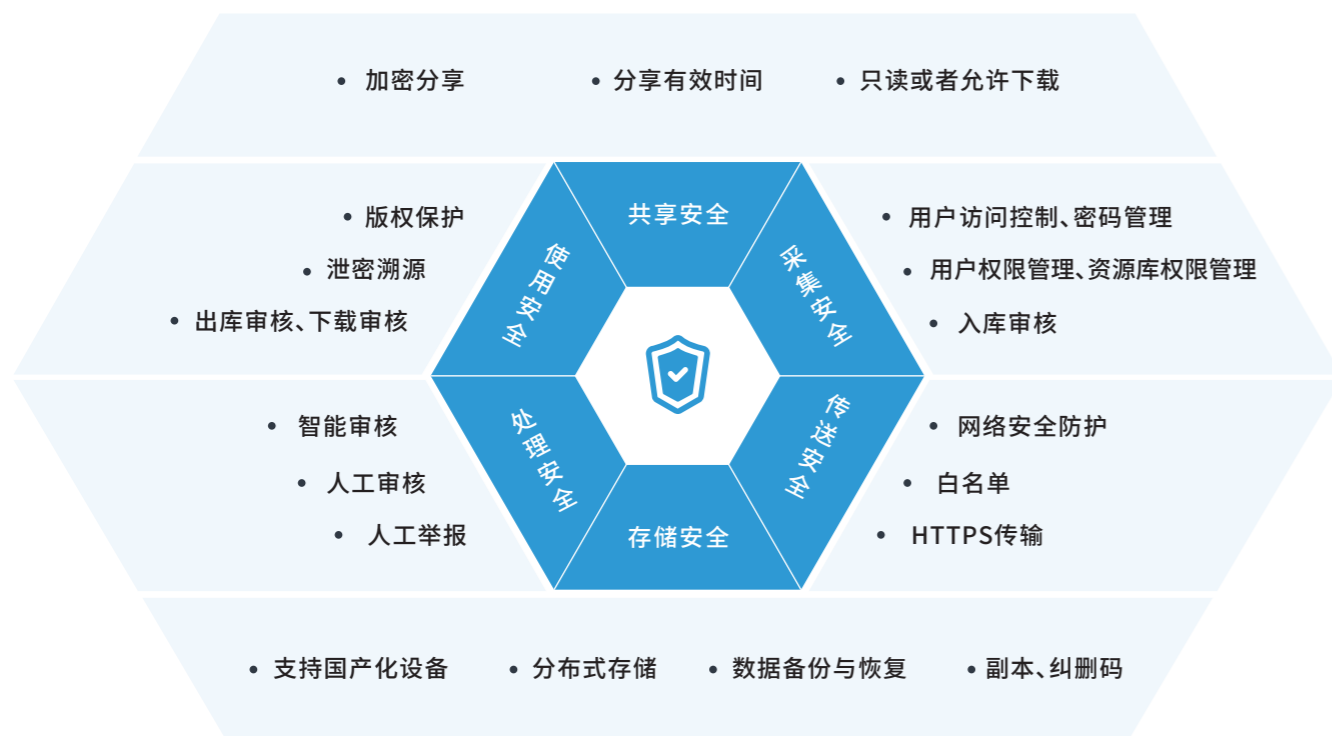 加密分享
分享有效时间
只读或者允许下载
共享安全
版权保护
泄密溯源
出库审核、下载审核
使用安全
采集安全
用户访问控制、密码管理
用户权限管理、资源库权限管理
入库审核
智能审核
人工审核
人工举报
处理安全
传送安全
网络安全防护
白名单
HTTPS传输
存储安全
支持国产化设备
分布式存储
数据备份与恢复
副本、纠删码